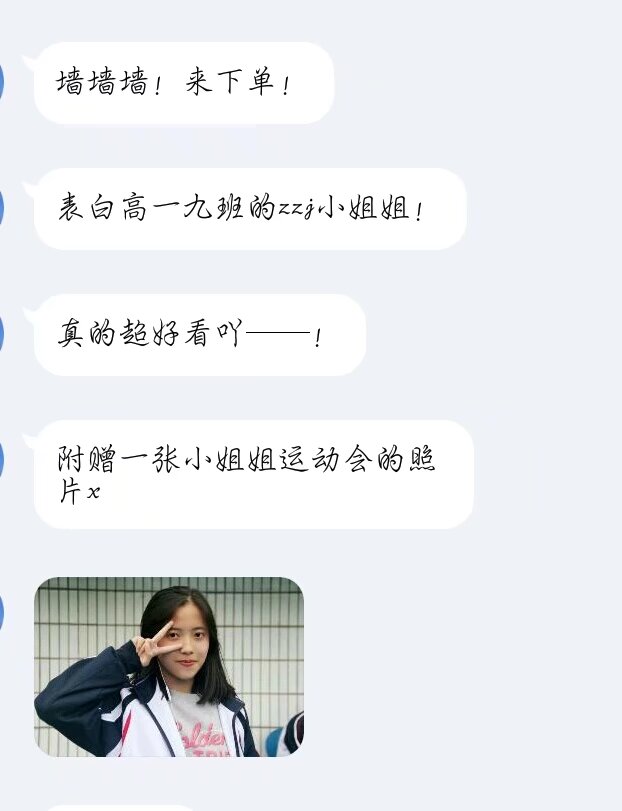 墙墙墙！来下单！
表白高一九班的zzj小姐姐！
真的超好看吖——！
附赠一张小姐姐运动会的照
片x